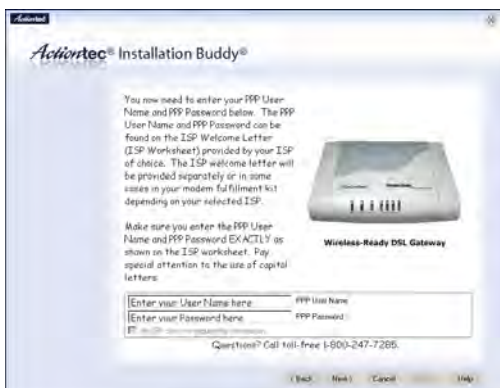 Actiontec
Actiontec® Installation Buddy®
You now need to enter your PPP User
Name and PPP Password below. The PPP
User Name and PPP Password can be
found on the ISP Welcome Letter
(ISP Worksheet) provided by your ISP
of choice. The ISP welcome letter will
be provided separately or in some
cases in your modem fulfillment kit
depending on your selected ISP.
Make sure you enter the PPP User
Name and PPP Password EXACTLY as
shown on the ISP worksheet. Pay
special attention to the use of capital
letters.
Wireless-Ready DSL Gateway
Enter your User Name here PPP User Name
Enter your Password here PPP Password
Questions? Call toll-free 1-800-247-7285.
< Back Next > Cancel Help